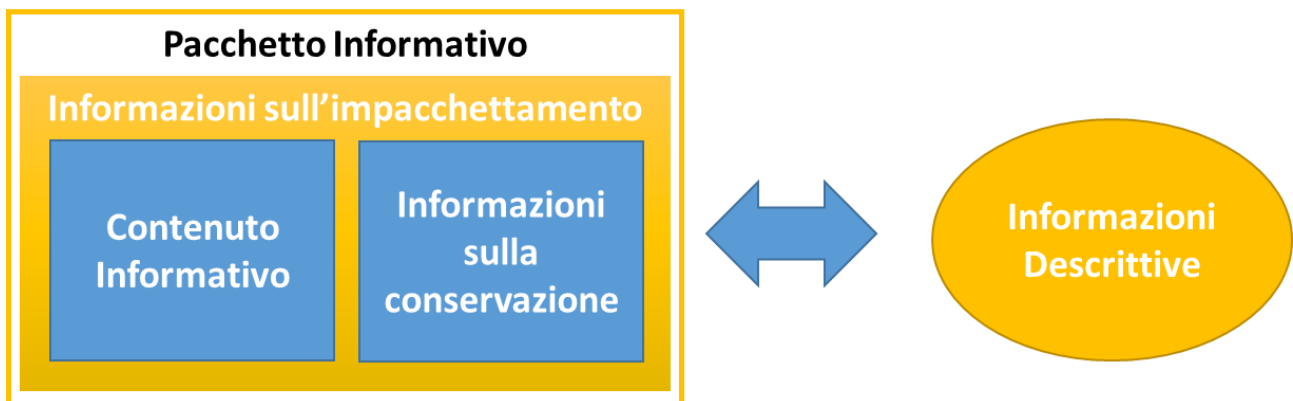 Pacchetto Informativo
Informazioni sull’impacchettamento
Contenuto
Informativo
Informazioni
sulla
conservazione
Informazioni
Descrittive